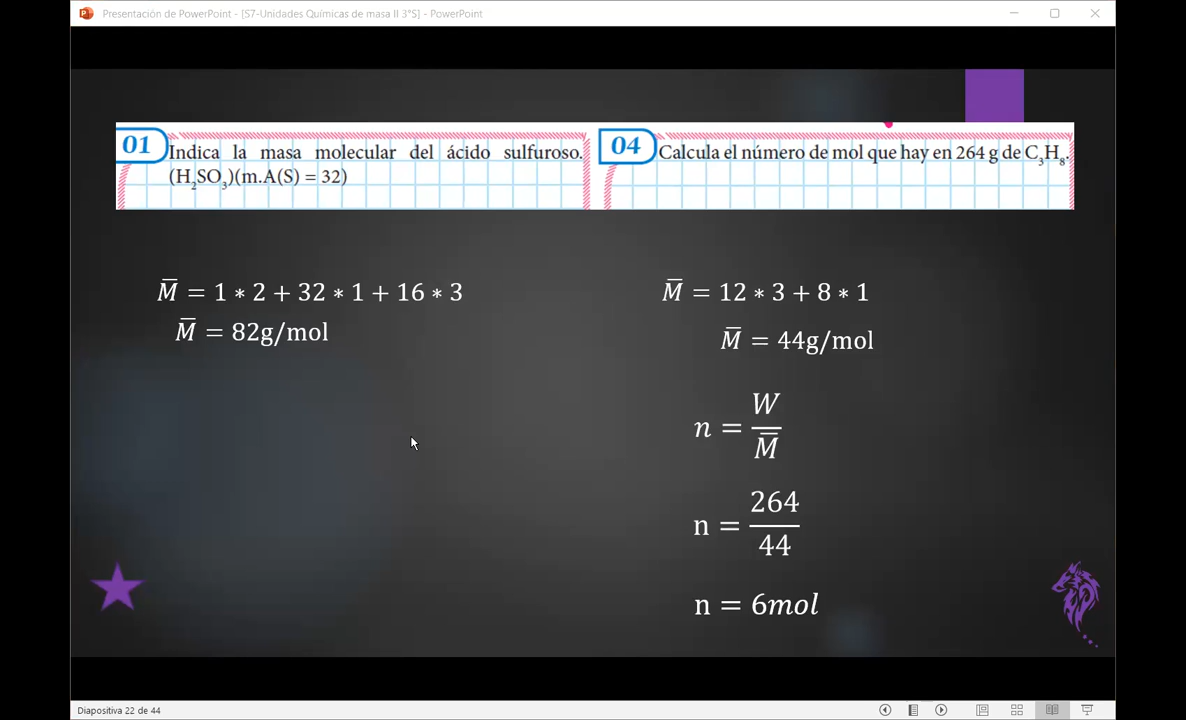 Presentación de PowerPoint - [S7-Unidades Químicas de masa II 3°S] - PowerPoint
01
Indica la masa molecular del ácido sulfuroso.
(H₂SO₃)(m.A(S) = 32)
M̅ = 1 ∗ 2 + 32 ∗ 1 + 16 ∗ 3
M̅ = 82g/mol
04
Calcula el número de mol que hay en 264 g de C₃H₈.
M̅ = 12 ∗ 3 + 8 ∗ 1
M̅ = 44g/mol
n = W/M̅
n = 264/44
n = 6mol
Diapositiva 22 de 44